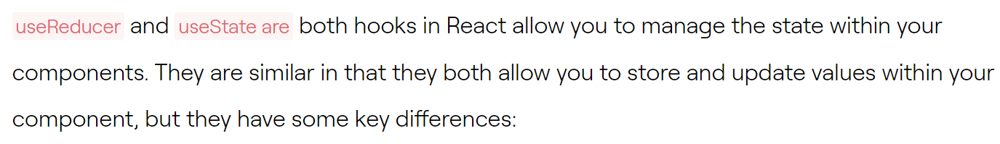 useReducer and useState are both hooks in React allow you to manage the state within your
components. They are similar in that they both allow you to store and update values within your
component, but they have some key differences: